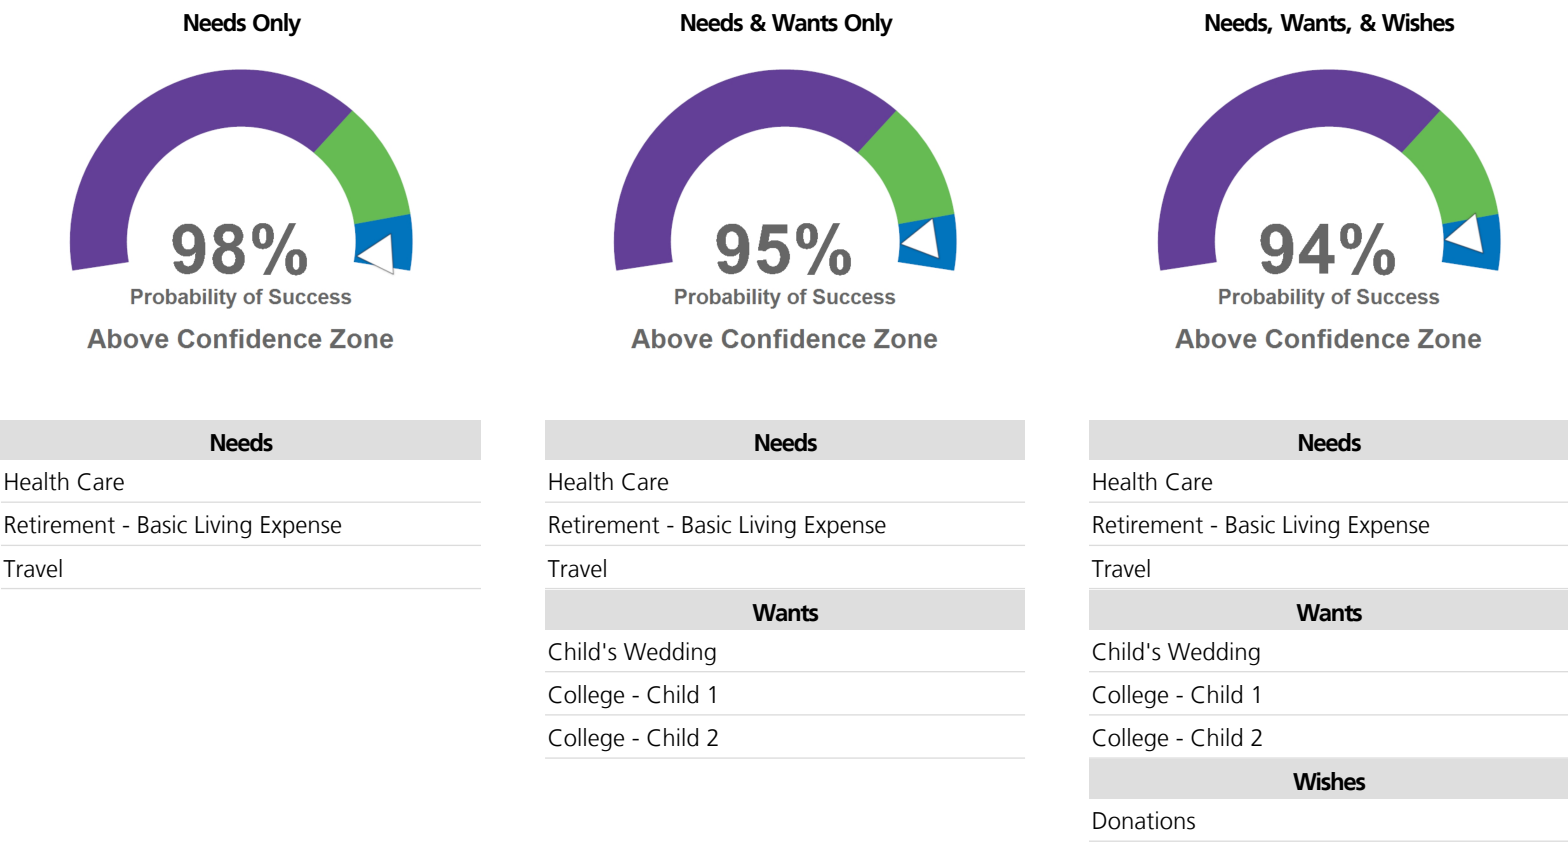 Needs Only
98%
Probability of Success
Above Confidence Zone
Needs
Health Care
Retirement - Basic Living Expense
Travel
Needs & Wants Only
95%
Probability of Success
Above Confidence Zone
Needs
Health Care
Retirement - Basic Living Expense
Travel
Wants
Child's Wedding
College - Child 1
College - Child 2
Needs, Wants, & Wishes
94%
Probability of Success
Above Confidence Zone
Needs
Health Care
Retirement - Basic Living Expense
Travel
Wants
Child's Wedding
College - Child 1
College - Child 2
Wishes
Donations